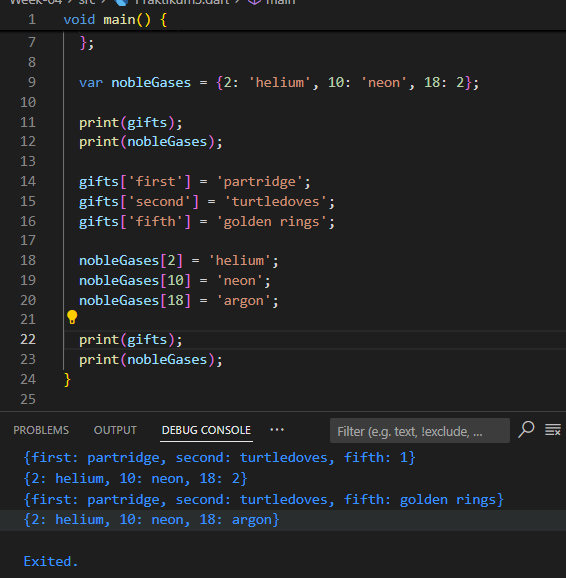 Week-04 > src > Praktikum3.dart > main
1 void main() {
7 };
8
9 var nobleGases = {2: 'helium', 10: 'neon', 18: 2};
10
11 print(gifts);
12 print(nobleGases);
13
14 gifts['first'] = 'partridge';
15 gifts['second'] = 'turtledoves';
16 gifts['fifth'] = 'golden rings';
17
18 nobleGases[2] = 'helium';
19 nobleGases[10] = 'neon';
20 nobleGases[18] = 'argon';
21
22 print(gifts);
23 print(nobleGases);
24 }
25
PROBLEMS OUTPUT DEBUG CONSOLE ··· Filter (e.g. text, !exclude, ...
{first: partridge, second: turtledoves, fifth: 1}
{2: helium, 10: neon, 18: 2}
{first: partridge, second: turtledoves, fifth: golden rings}
{2: helium, 10: neon, 18: argon}
Exited.